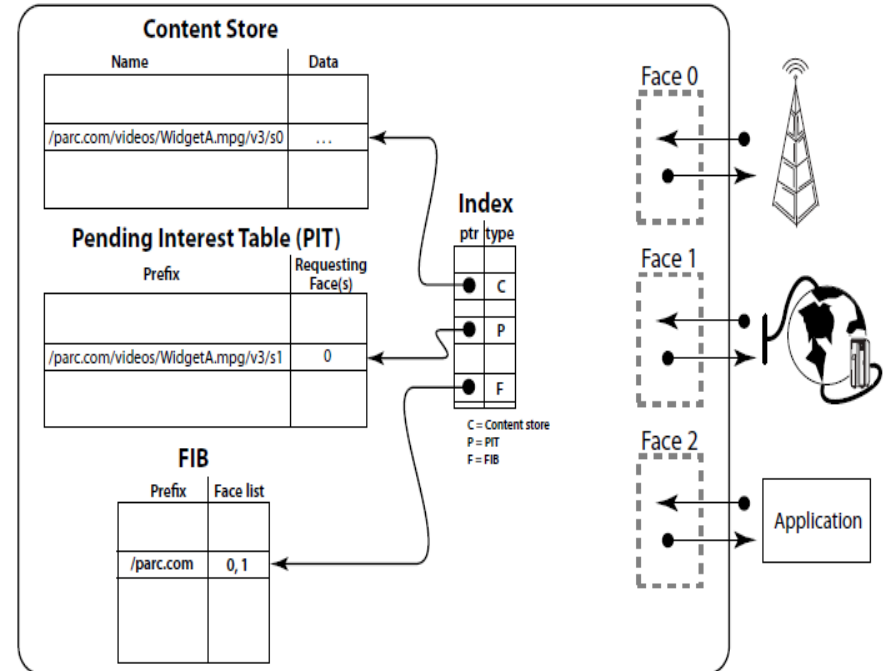 Content Store
Name Data
/parc.com/videos/WidgetA.mpg/v3/s0 ...
Pending Interest Table (PIT)
Prefix Requesting Face(s)
/parc.com/videos/WidgetA.mpg/v3/s1 0
FIB
Prefix Face list
/parc.com 0, 1
Index
ptr type
C
P
F
C = Content store
P = PIT
F = FIB
Face 0
Face 1
Face 2
Application